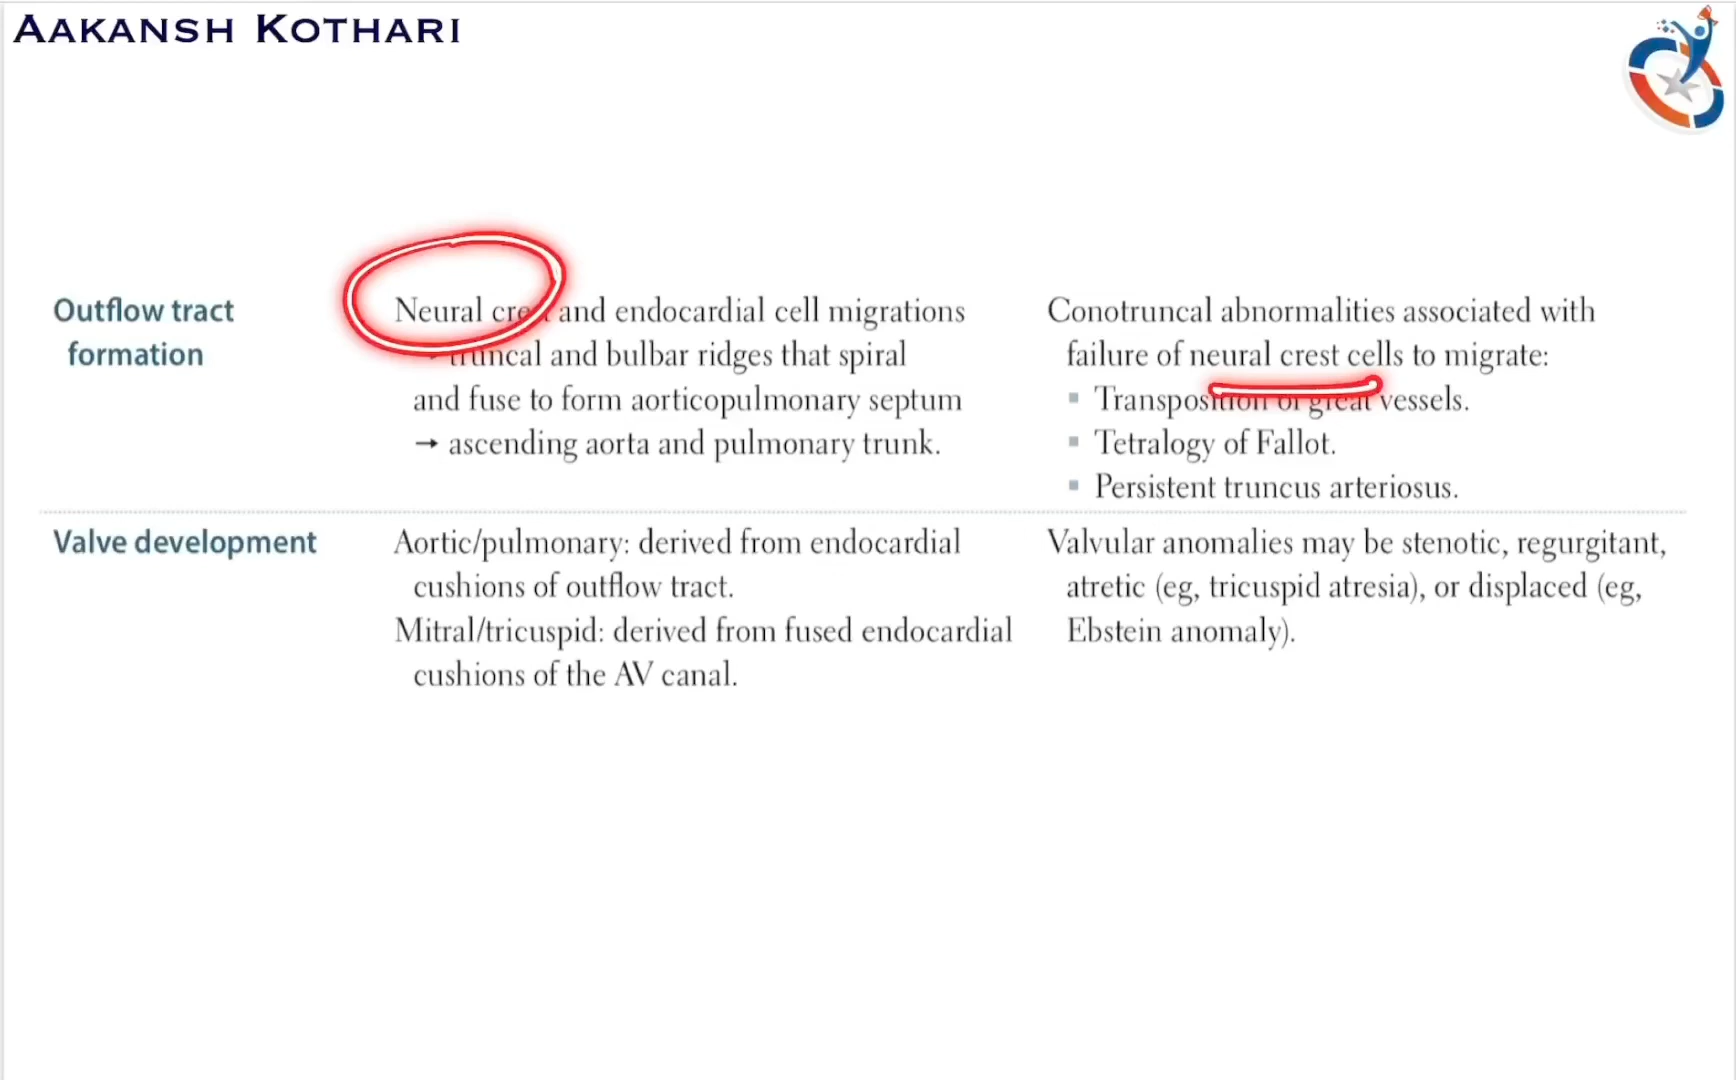 AAKANSH KOTHARI
Outflow tract
formation
Neural crest and endocardial cell migrations
→ truncal and bulbar ridges that spiral
and fuse to form aorticopulmonary septum
→ ascending aorta and pulmonary trunk.
Conotruncal abnormalities associated with
failure of neural crest cells to migrate:
▪ Transposition of great vessels.
▪ Tetralogy of Fallot.
▪ Persistent truncus arteriosus.
Valve development
Aortic/pulmonary: derived from endocardial
cushions of outflow tract.
Mitral/tricuspid: derived from fused endocardial
cushions of the AV canal.
Valvular anomalies may be stenotic, regurgitant,
atretic (eg, tricuspid atresia), or displaced (eg,
Ebstein anomaly).